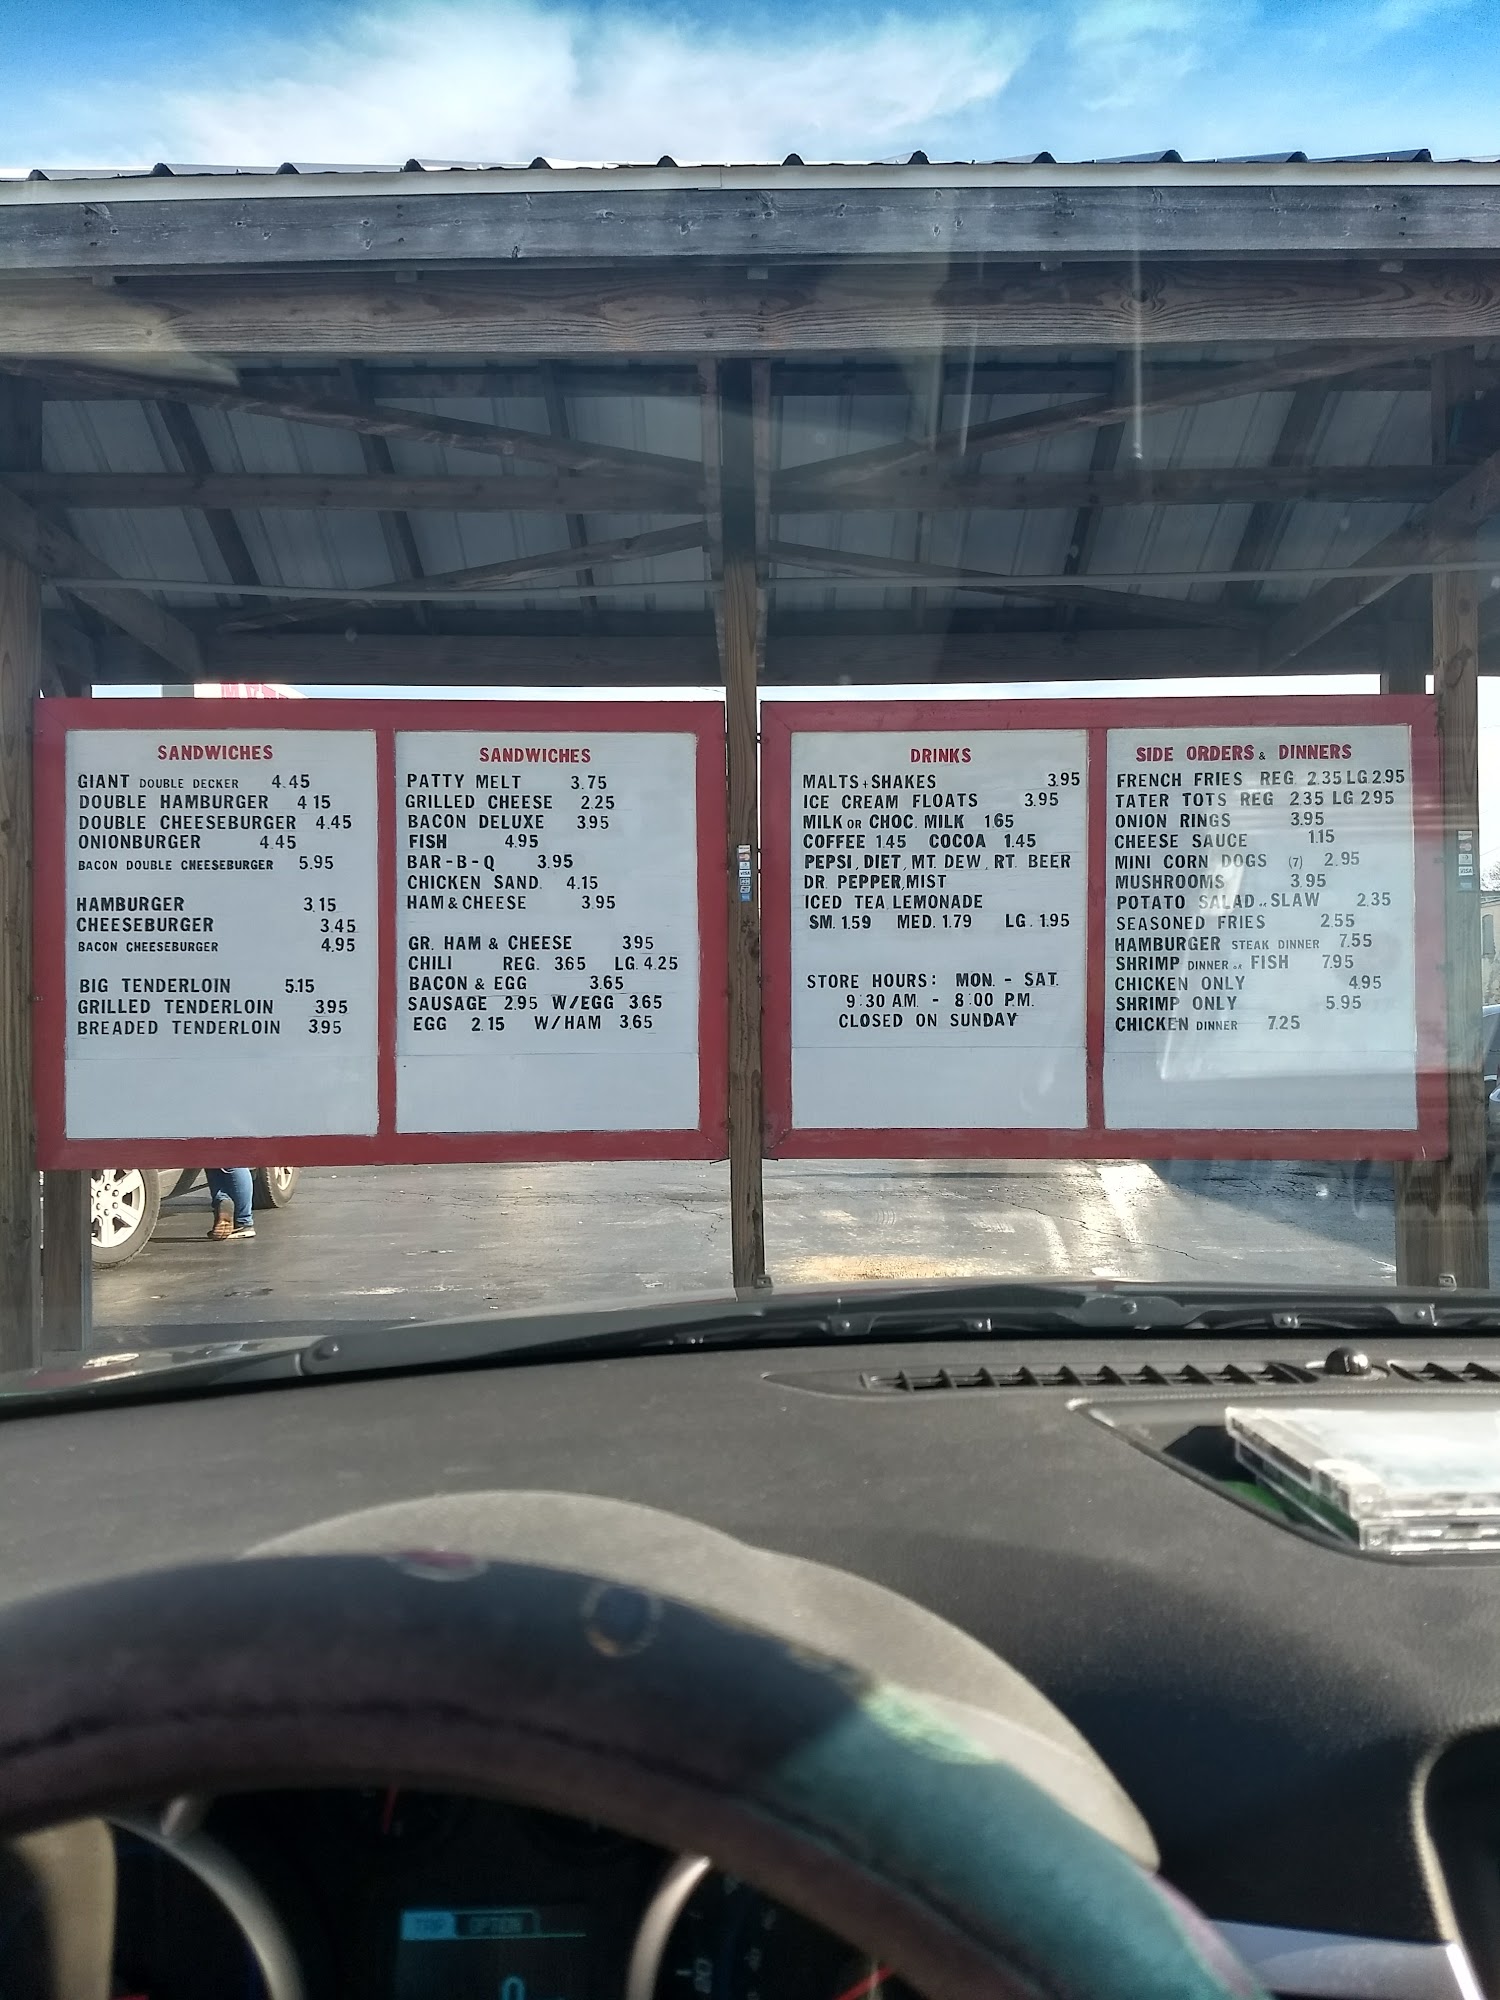 SANDWICHES
GIANT DOUBLE DECKER 4.45
DOUBLE HAMBURGER 4 15
DOUBLE CHEESEBURGER 4.45
ONIONBURGER 4.45
BACON DOUBLE CHEESEBURGER 5.95
HAMBURGER 3.15
CHEESEBURGER 3.45
BACON CHEESEBURGER 4.95
BIG TENDERLOIN 5.15
GRILLED TENDERLOIN 3.95
BREADED TENDERLOIN 3.95
SANDWICHES
PATTY MELT 3.75
GRILLED CHEESE 2.25
BACON DELUXE 3.95
FISH 4.95
BAR-B-Q 3.95
CHICKEN SAND. 4.15
HAM & CHEESE 3.95
GR. HAM & CHEESE 3.95
CHILI REG. 3.65 LG. 4.25
BACON & EGG 3.65
SAUSAGE 2.95 W/EGG 3.65
EGG 2.15 W/HAM 3.65
DRINKS
MALTS + SHAKES 3.95
ICE CREAM FLOATS 3.95
MILK OR CHOC. MILK 1.65
COFFEE 1.45 COCOA 1.45
PEPSI, DIET, MT. DEW, RT. BEER
DR. PEPPER, MIST
ICED TEA, LEMONADE
SM. 1.59 MED. 1.79 LG. 1.95
STORE HOURS: MON. - SAT.
9:30 AM. - 8:00 P.M.
CLOSED ON SUNDAY
SIDE ORDERS & DINNERS
FRENCH FRIES REG. 2.35 LG 2.95
TATER TOTS REG 2.35 LG 2.95
ONION RINGS 3.95
CHEESE SAUCE 1.15
MINI CORN DOGS (7) 2.95
MUSHROOMS 3.95
POTATO SALAD or SLAW 2.35
SEASONED FRIES 2.55
HAMBURGER STEAK DINNER 7.55
SHRIMP DINNER OR FISH 7.95
CHICKEN ONLY 4.95
SHRIMP ONLY 5.95
CHICKEN DINNER 7.25
TRIP OPTION
0